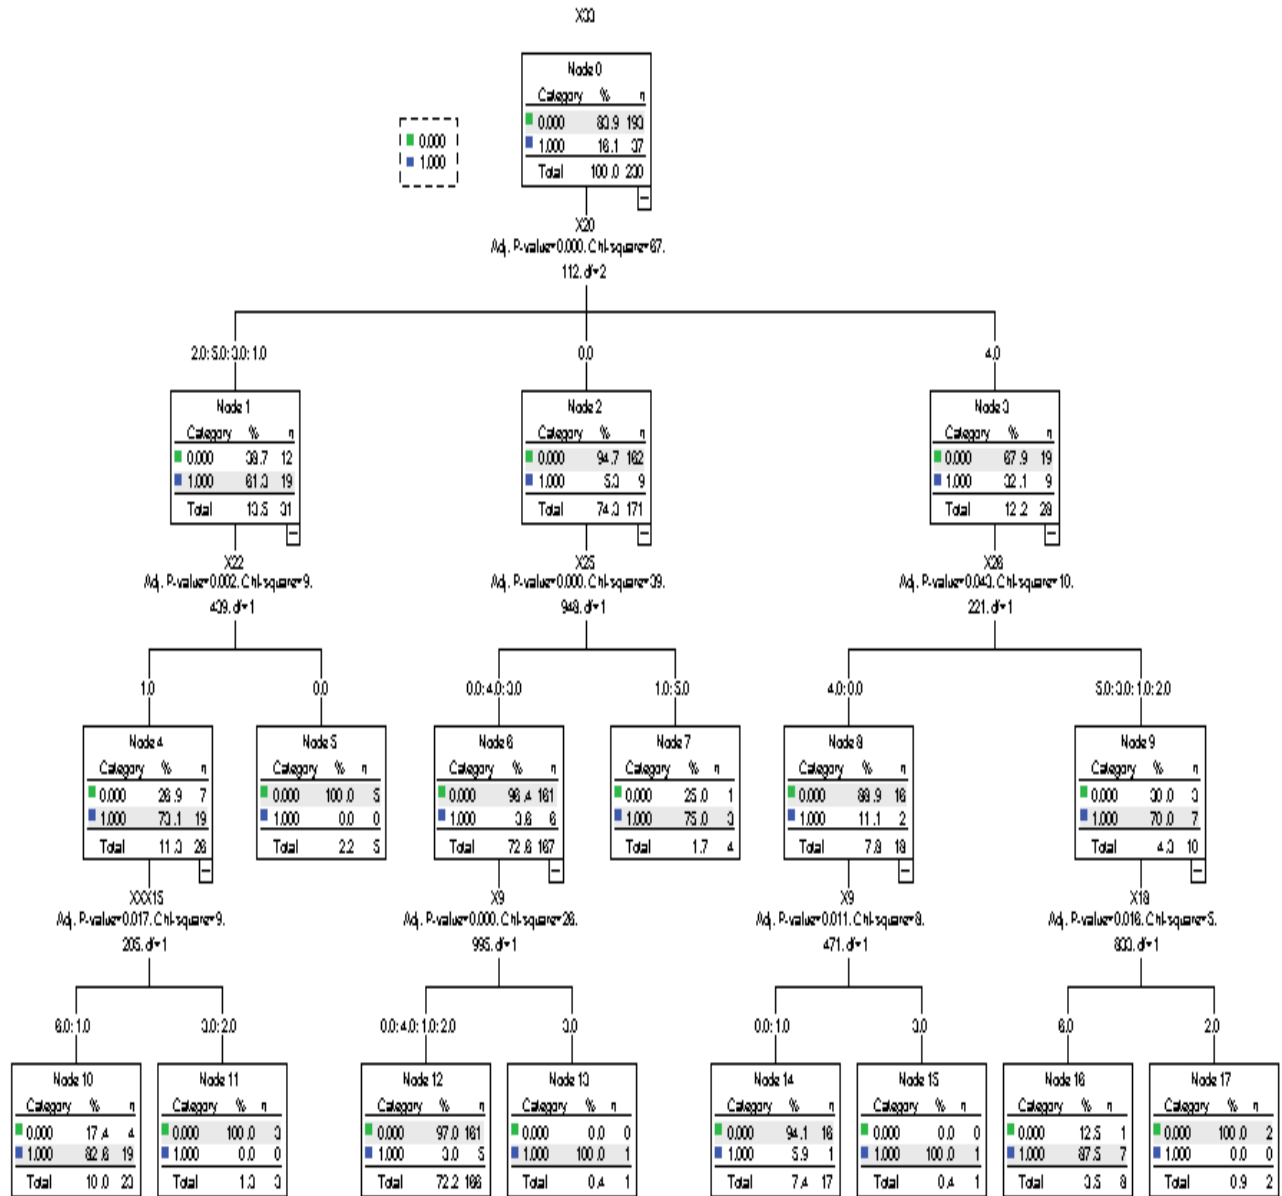 X33
Node 0
Category % n
0.000 83.9 193
1.000 16.1 37
Total 100.0 230
0.000
1.000
X20
Adj. P-value=0.000, Chi-square=67.
112, df=2
2.0; 5.0; 3.0; 1.0
0.0
4.0
Node 1
Category % n
0.000 38.7 12
1.000 61.3 19
Total 13.5 31
Node 2
Category % n
0.000 94.7 162
1.000 5.3 9
Total 74.3 171
Node 3
Category % n
0.000 67.9 19
1.000 32.1 9
Total 12.2 28
X22
Adj. P-value=0.002, Chi-square=9.
439, df=1
X25
Adj. P-value=0.000, Chi-square=39.
948, df=1
X26
Adj. P-value=0.043, Chi-square=10.
221, df=1
1.0
0.0
0.0; 4.0; 3.0
1.0; 5.0
4.0; 0.0
5.0; 3.0; 1.0; 2.0
Node 4
Category % n
0.000 26.9 7
1.000 73.1 19
Total 11.3 26
Node 5
Category % n
0.000 100.0 5
1.000 0.0 0
Total 2.2 5
Node 6
Category % n
0.000 96.4 161
1.000 3.6 6
Total 72.6 167
Node 7
Category % n
0.000 25.0 1
1.000 75.0 3
Total 1.7 4
Node 8
Category % n
0.000 88.9 16
1.000 11.1 2
Total 7.8 18
Node 9
Category % n
0.000 30.0 3
1.000 70.0 7
Total 4.3 10
XXX15
Adj. P-value=0.017, Chi-square=9.
205, df=1
X9
Adj. P-value=0.000, Chi-square=26.
995, df=1
X9
Adj. P-value=0.011, Chi-square=8.
471, df=1
X18
Adj. P-value=0.016, Chi-square=5.
833, df=1
6.0; 1.0
3.0; 2.0
0.0; 4.0; 1.0; 2.0
3.0
0.0; 1.0
3.0
6.0
2.0
Node 10
Category % n
0.000 17.4 4
1.000 82.6 19
Total 10.0 23
Node 11
Category % n
0.000 100.0 3
1.000 0.0 0
Total 1.3 3
Node 12
Category % n
0.000 97.0 161
1.000 3.0 5
Total 72.2 166
Node 13
Category % n
0.000 0.0 0
1.000 100.0 1
Total 0.4 1
Node 14
Category % n
0.000 94.1 16
1.000 5.9 1
Total 7.4 17
Node 15
Category % n
0.000 0.0 0
1.000 100.0 1
Total 0.4 1
Node 16
Category % n
0.000 12.5 1
1.000 87.5 7
Total 3.5 8
Node 17
Category % n
0.000 100.0 2
1.000 0.0 0
Total 0.9 2